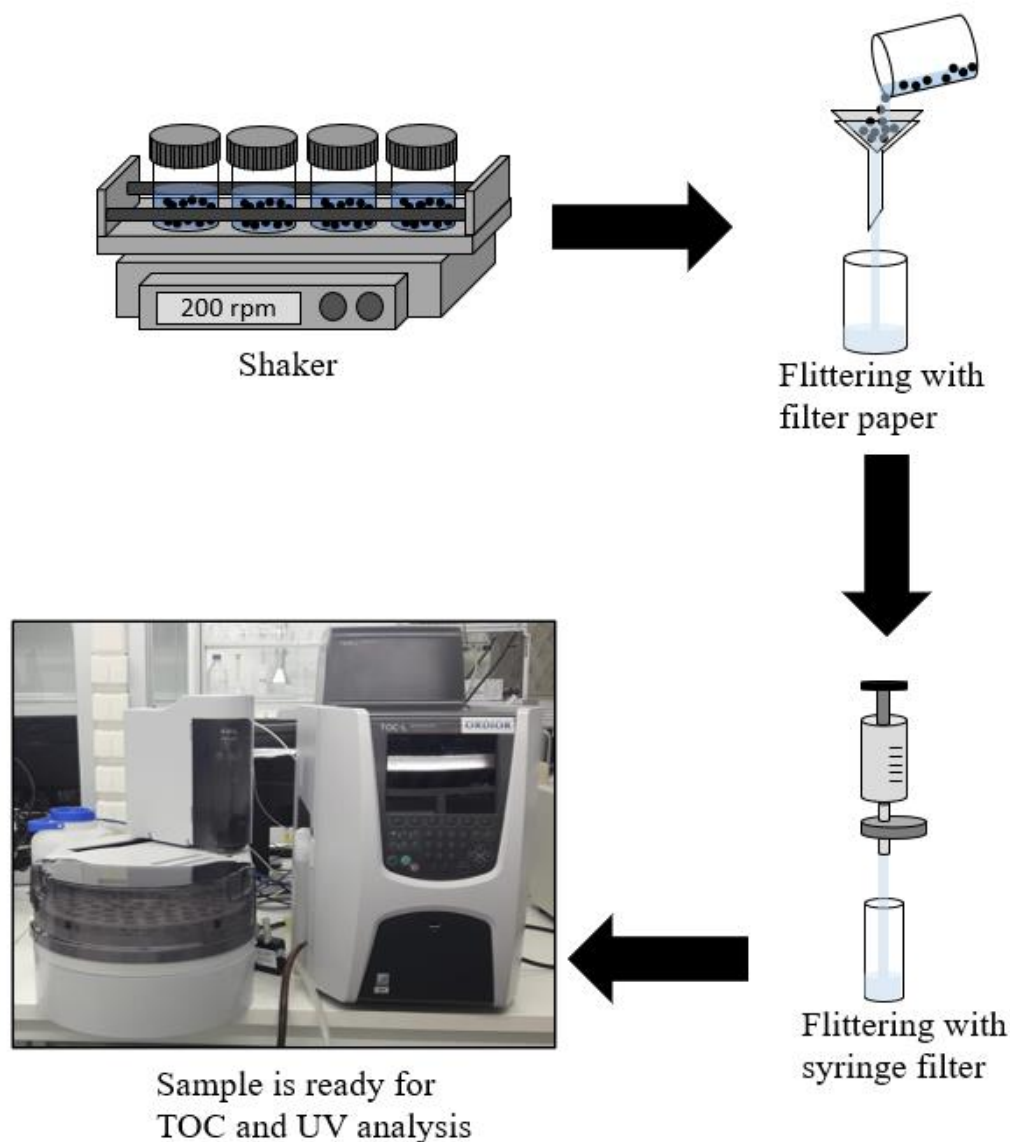 200 rpm
Shaker
Flittering with
filter paper
TOC-L
ORDIOR
Flittering with
syringe filter
Sample is ready for
TOC and UV analysis